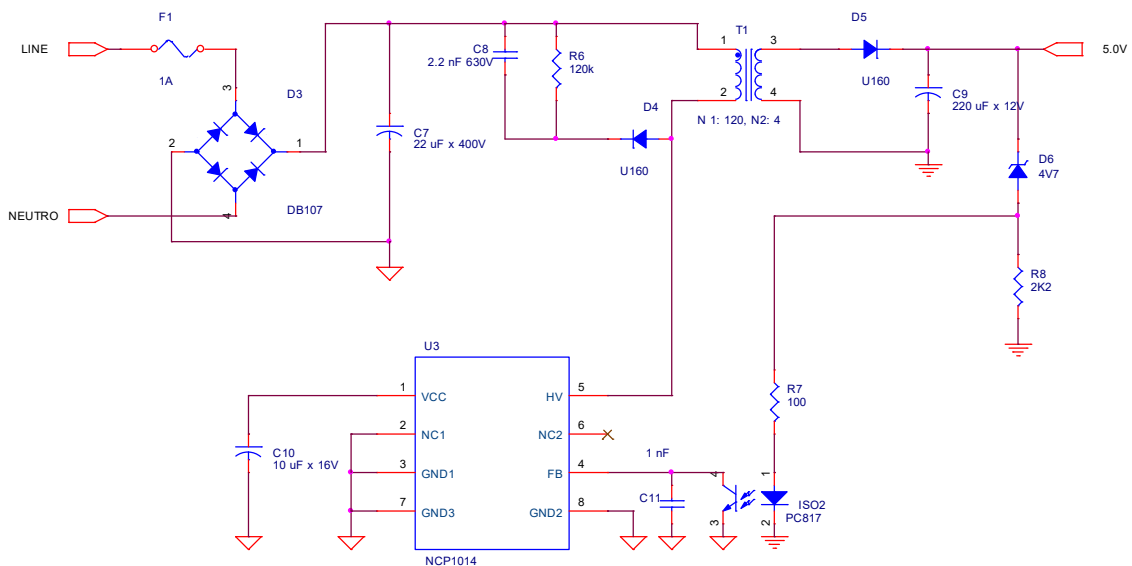 F1
LINE
1A
3
D3
2
1
4
DB107
NEUTRO
C7
22 uF x 400V
C8
2.2 nF 630V
R6
120k
D4
U160
T1
1
3
2
4
N 1: 120, N2: 4
D5
U160
5.0V
C9
220 uF x 12V
D6
4V7
R8
2K2
U3
1
VCC
HV
5
2
NC1
NC2
6
3
GND1
FB
4
7
GND3
GND2
8
NCP1014
C10
10 uF x 16V
1 nF
C11
R7
100
4
3
1
2
ISO2
PC817